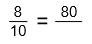 8/10 = 80/